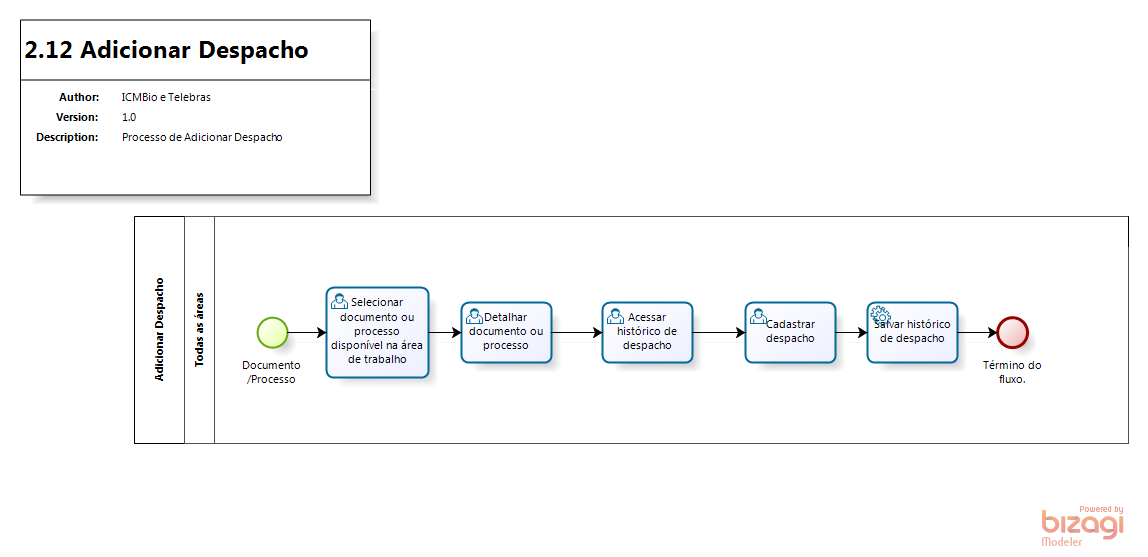 2.12 Adicionar Despacho
Author: ICMBio e Telebras
Version: 1.0
Description: Processo de Adicionar Despacho
Adicionar Despacho
Todas as áreas
Documento
/Processo
Selecionar
documento ou
processo
disponível na área
de trabalho
Detalhar
documento ou
processo
Acessar
histórico de
despacho
Cadastrar
despacho
Salvar histórico
de despacho
Término do
fluxo.
Powered by
bizagi
Modeler